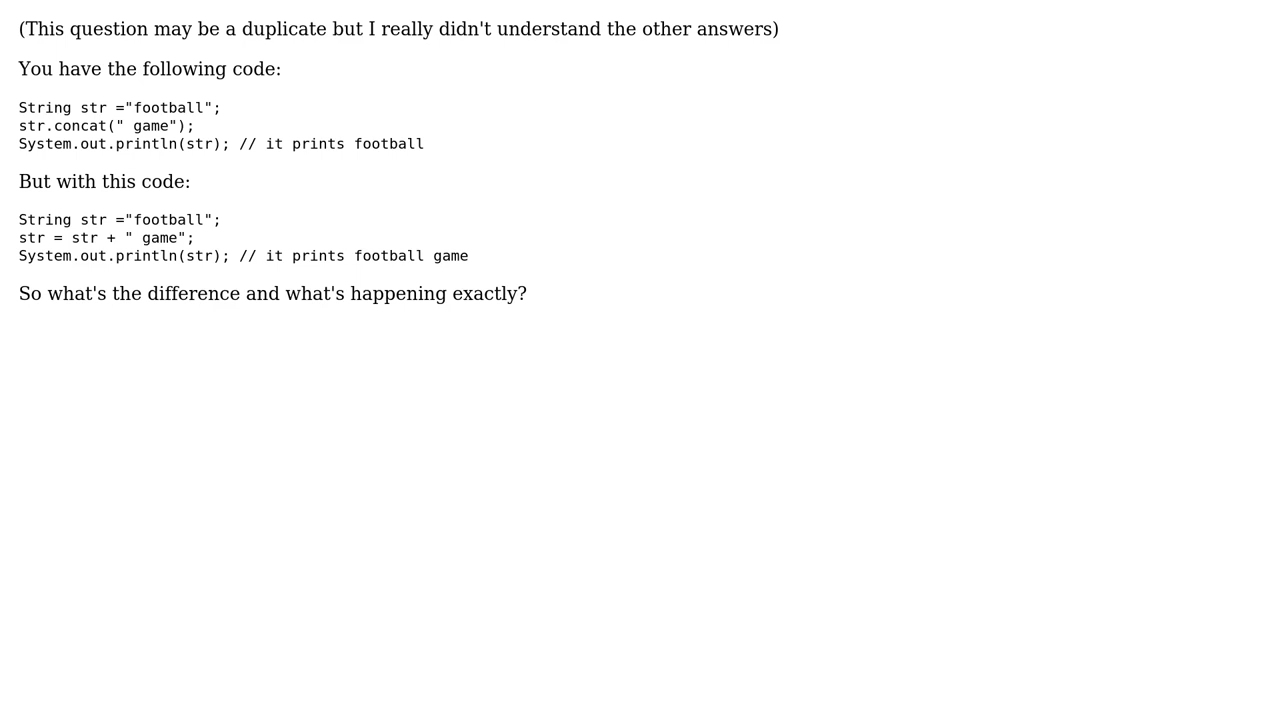 (This question may be a duplicate but I really didn't understand the other answers)
You have the following code:
String str ="football";
str.concat(" game");
System.out.println(str); // it prints football
But with this code:
String str ="football";
str = str + " game";
System.out.println(str); // it prints football game
So what's the difference and what's happening exactly?